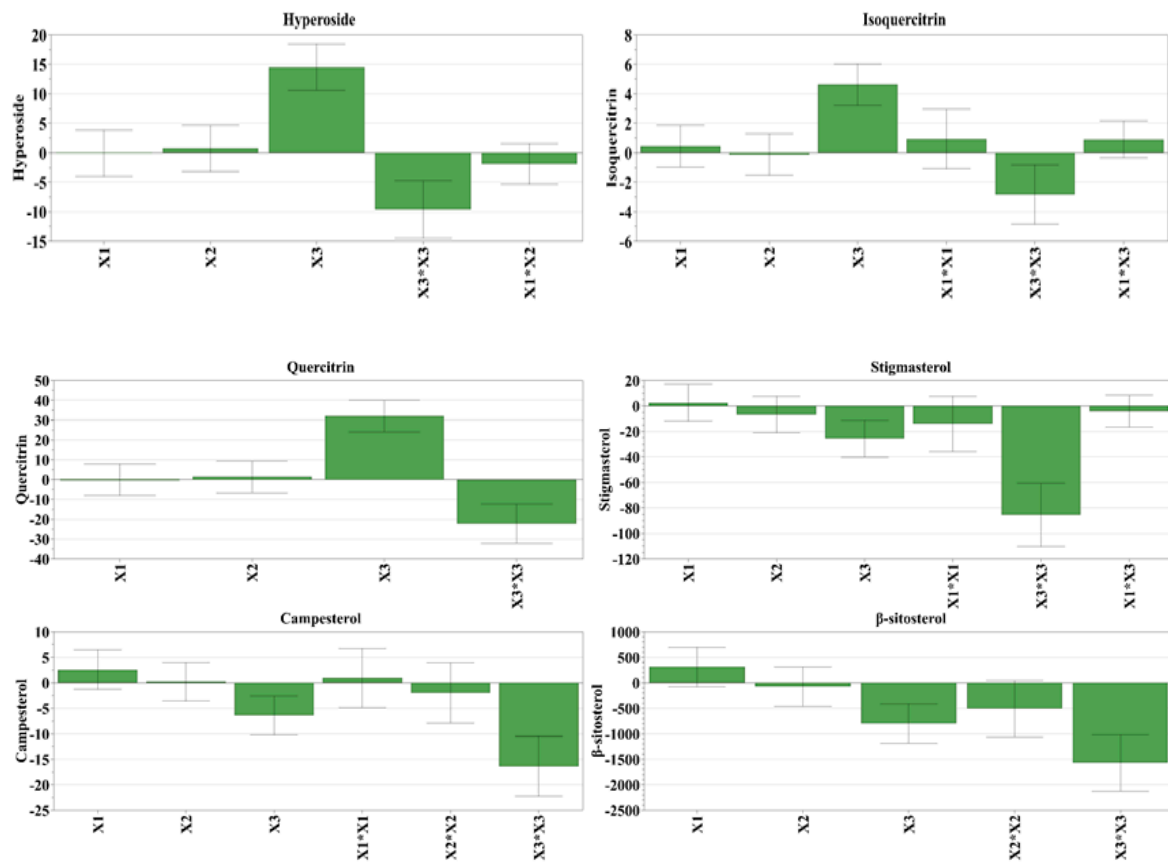 Hyperoside
Hyperoside
20
15
10
5
0
-5
-10
-15
X1
X2
X3
X3*X3
X1*X2
Isoquercitrin
Isoquercitrin
8
6
4
2
0
-2
-4
-6
X1
X2
X3
X1*X1
X3*X3
X1*X3
Quercitrin
Quercitrin
50
40
30
20
10
0
-10
-20
-30
-40
X1
X2
X3
X3*X3
Stigmasterol
Stigmasterol
20
0
-20
-40
-60
-80
-100
-120
X1
X2
X3
X1*X1
X3*X3
X1*X3
Campesterol
Campesterol
10
5
0
-5
-10
-15
-20
-25
X1
X2
X3
X1*X1
X2*X2
X3*X3
β-sitosterol
β-sitosterol
1000
500
0
-500
-1000
-1500
-2000
-2500
X1
X2
X3
X2*X2
X3*X3